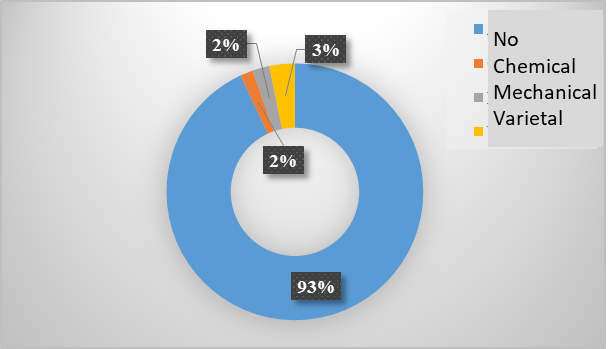 2%
3%
No
Chemical
Mechanical
Varietal
2%
93%